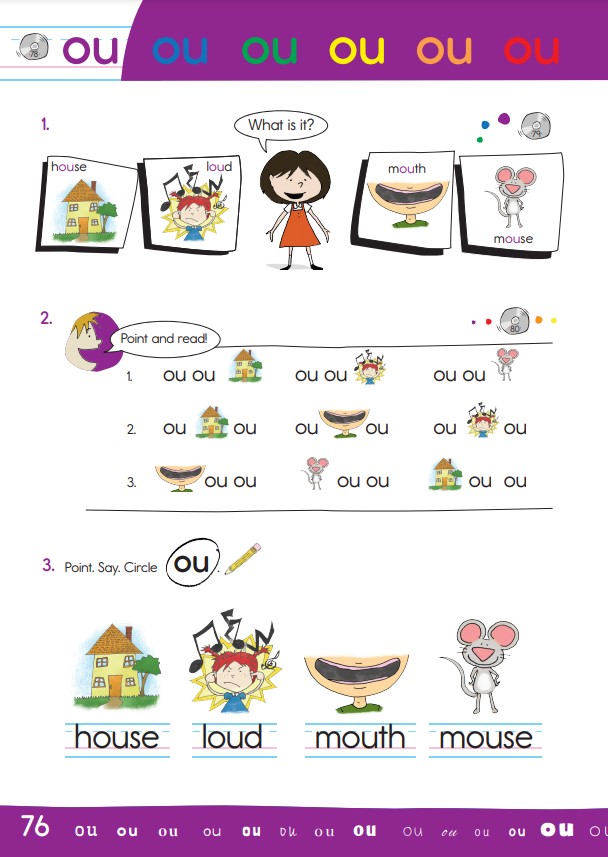 78 ou ou ou ou ou ou
1.
What is it?
79
house loud mouth
mouse
2.
80
Point and read!
1. ou ou ou ou ou ou
2. ou ou ou ou ou ou
3. ou ou ou ou ou ou
3. Point. Say. Circle ou.
house loud mouth mouse
76 ou ou ou ou ou ou ou ou ou ou ou ou ou ou